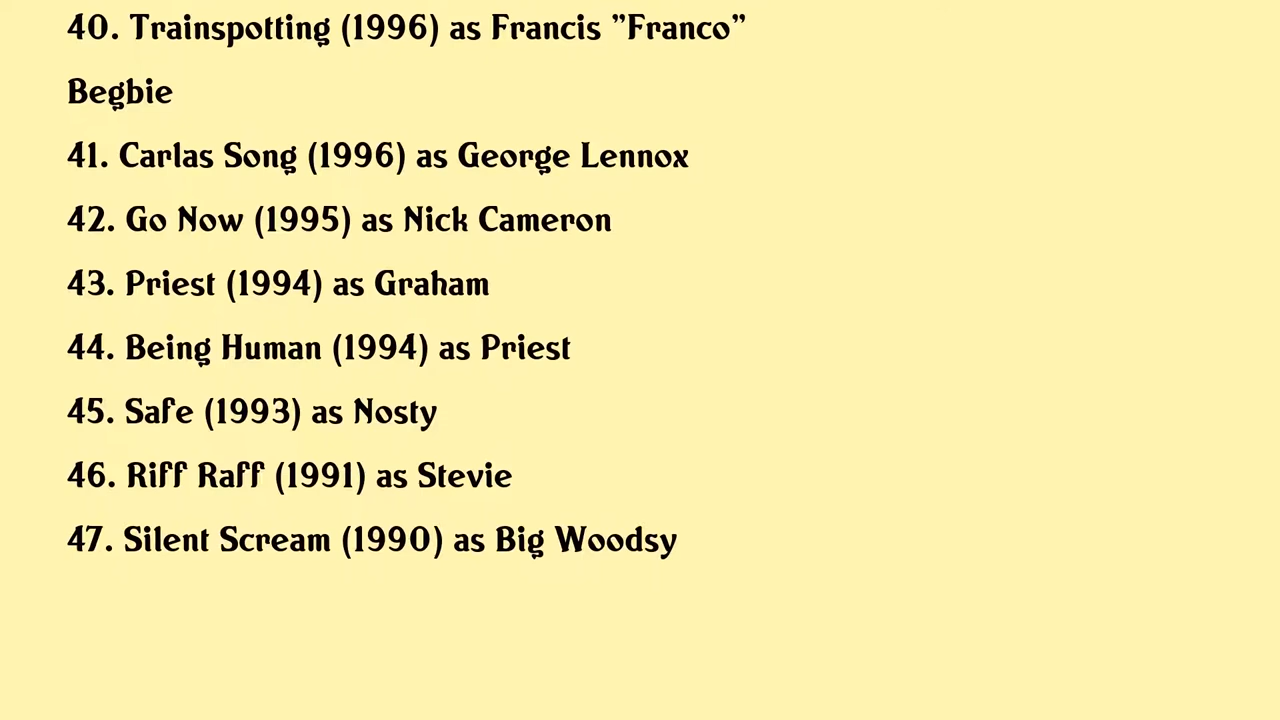 40. Trainspotting (1996) as Francis ”Franco”
Begbie
41. Carlas Song (1996) as George Lennox
42. Go Now (1995) as Nick Cameron
43. Priest (1994) as Graham
44. Being Human (1994) as Priest
45. Safe (1993) as Nosty
46. Riff Raff (1991) as Stevie
47. Silent Scream (1990) as Big Woodsy